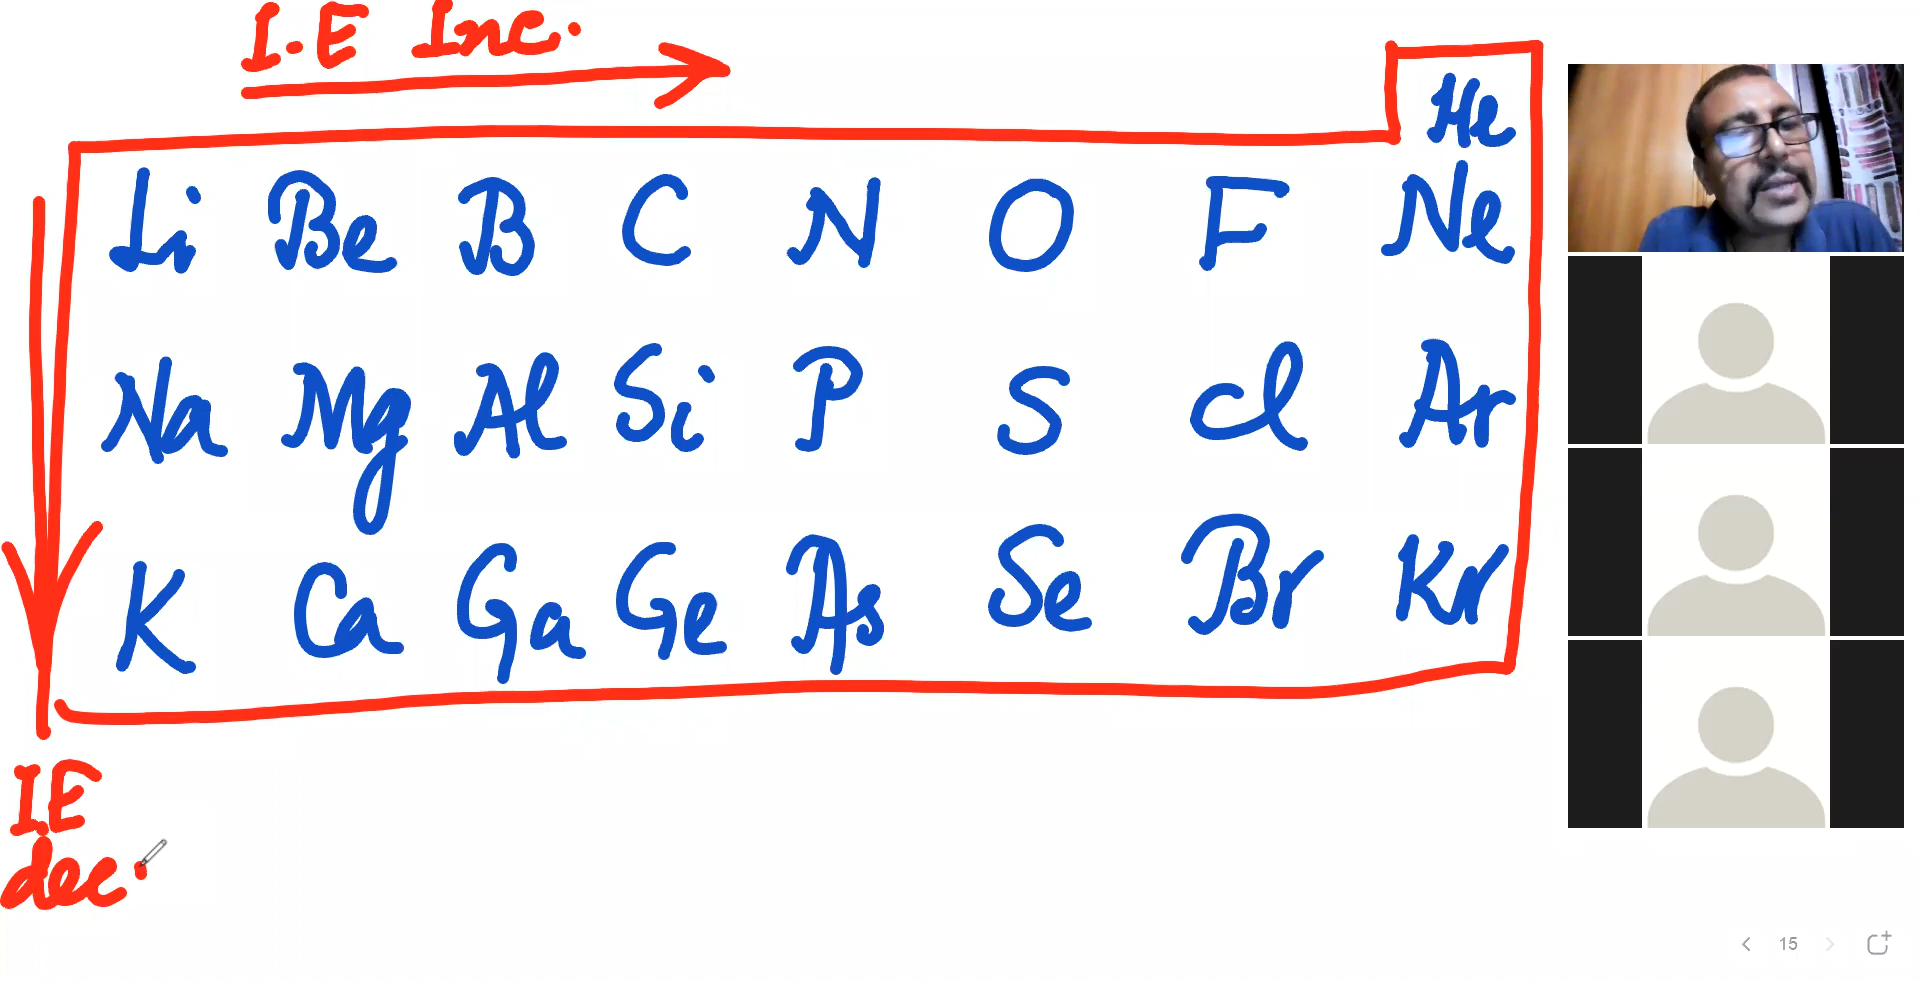 I.E Inc.
He
Li Be B C N O F Ne
Na Mg Al Si P S Cl Ar
K Ca Ga Ge As Se Br Kr
I.E
dec.
15